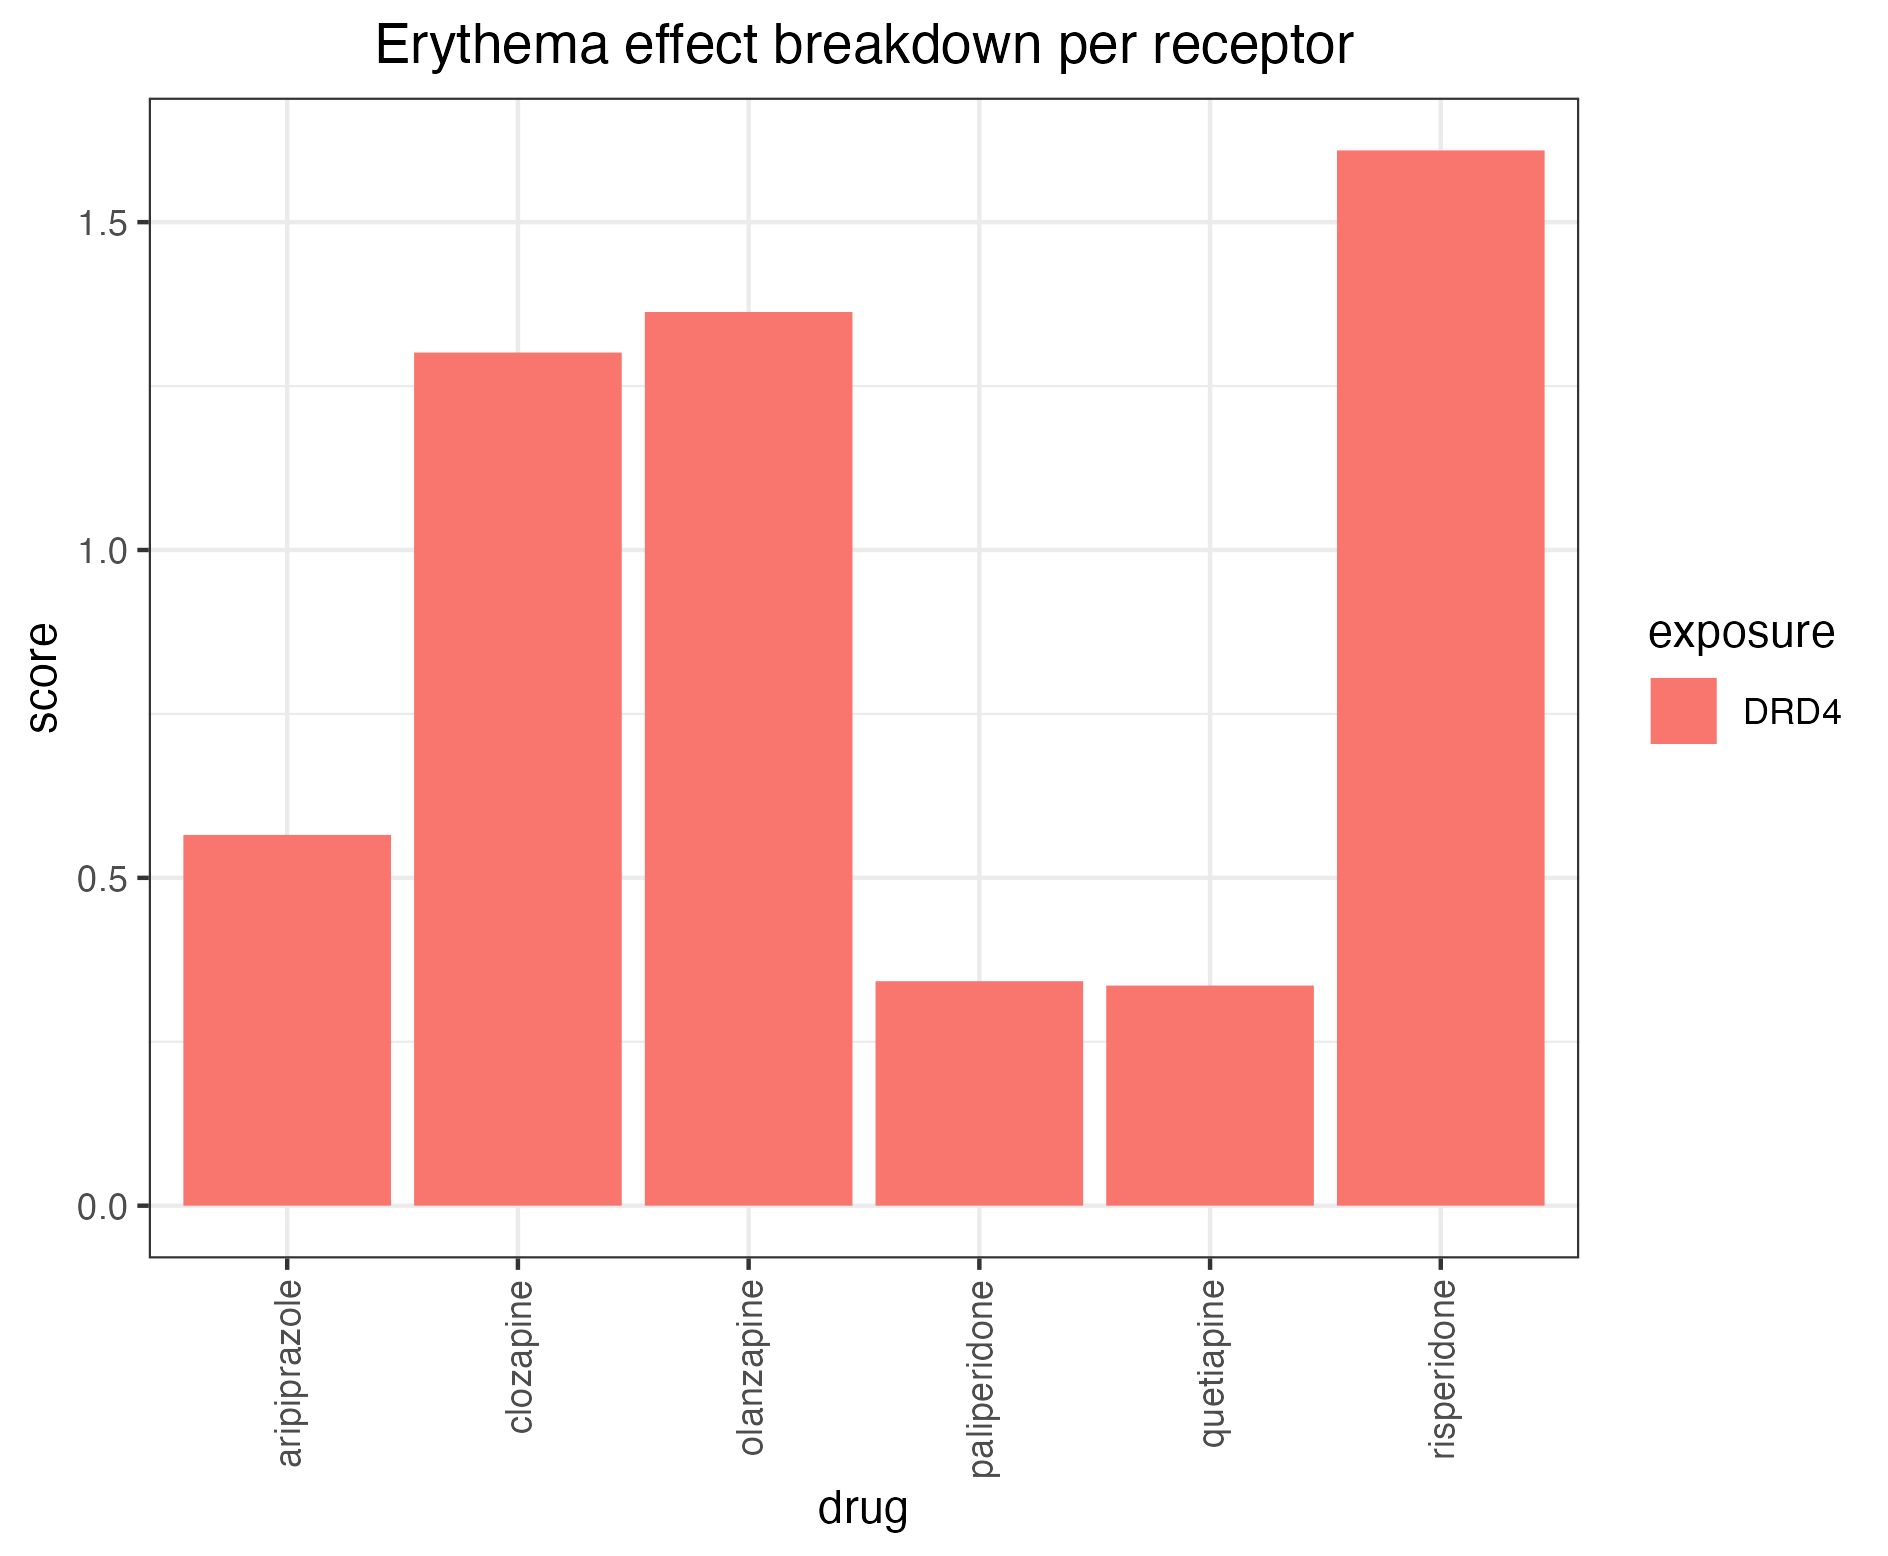 Erythema effect breakdown per receptor
score
1.5
1.0
0.5
0.0
aripiprazole
clozapine
olanzapine
paliperidone
quetiapine
risperidone
drug
exposure
DRD4